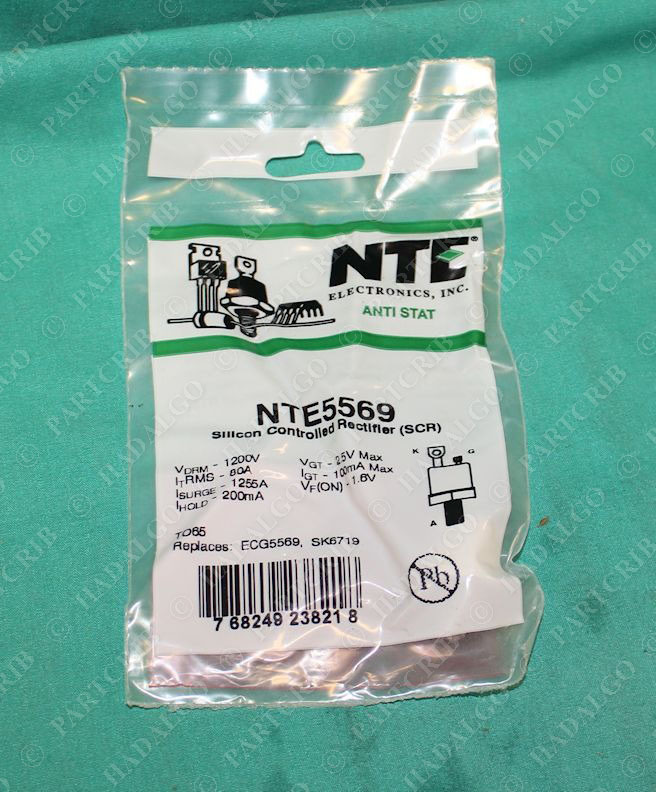 NTE®
ELECTRONICS, INC.
ANTI STAT
NTE5569
Silicon Controlled Rectifier (SCR)
VDRM - 1200V
ITRMS - 80A
ISURGE - 1255A
IHOLD - 200mA
VGT - 2.5V Max
IGT - 100mA Max
VF(ON) - 1.6V
K
G
A
TO65
Replaces: ECG5569, SK6719
Pb
7 68249 23821 8
© PARTCRIB
© HADALGO